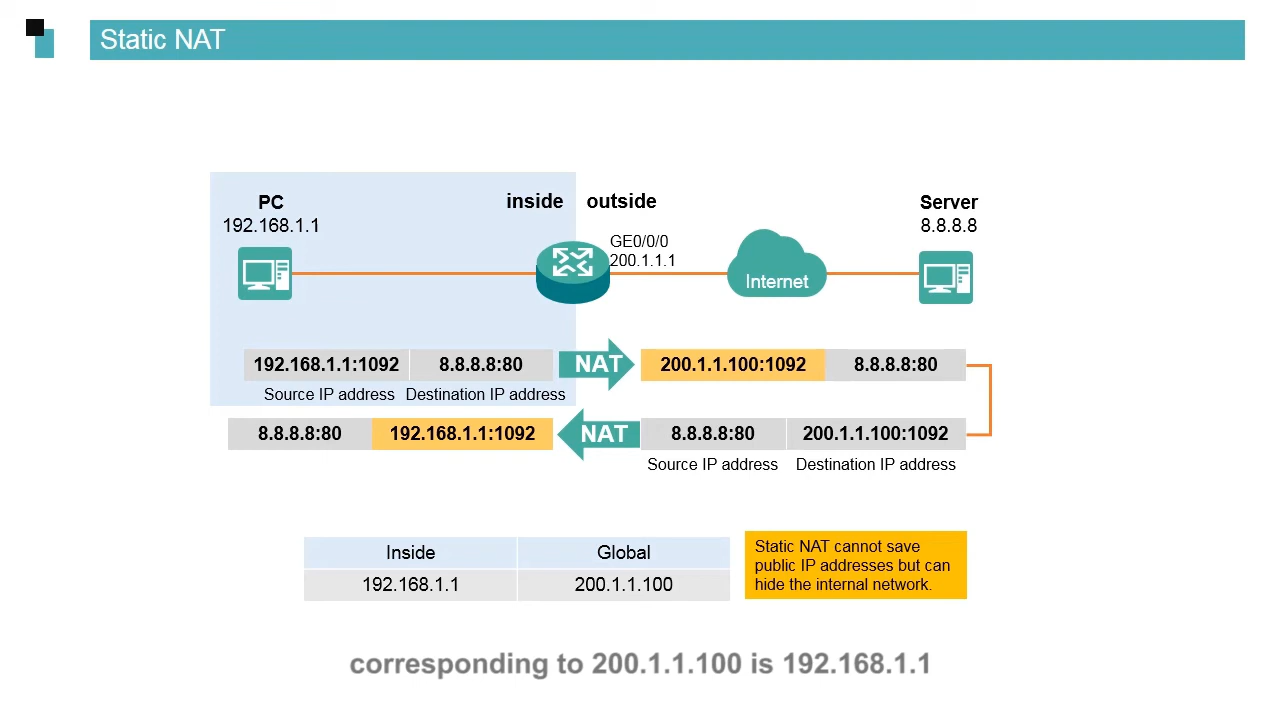 Static NAT
PC
192.168.1.1
inside
outside
Server
8.8.8.8
GE0/0/0
200.1.1.1
Internet
192.168.1.1:1092 8.8.8.8:80 NAT 200.1.1.100:1092 8.8.8.8:80
Source IP address Destination IP address
8.8.8.8:80 192.168.1.1:1092 NAT 8.8.8.8:80 200.1.1.100:1092
Source IP address Destination IP address
Inside Global
192.168.1.1 200.1.1.100
Static NAT cannot save
public IP addresses but can
hide the internal network.
corresponding to 200.1.1.100 is 192.168.1.1